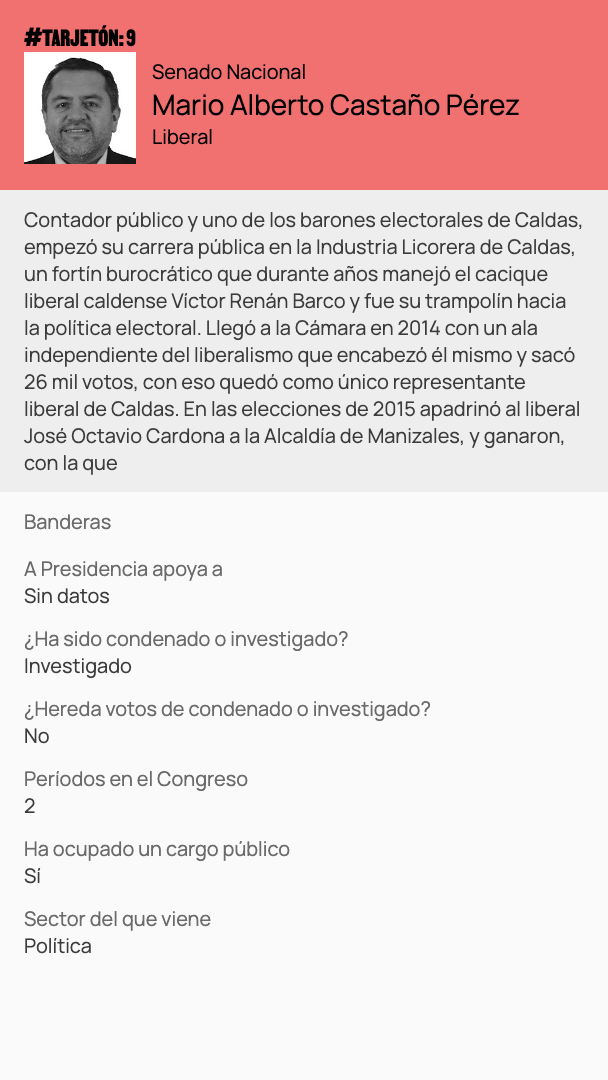 #TARJETÓN: 9
Senado Nacional
Mario Alberto Castaño Pérez
Liberal
Contador público y uno de los barones electorales de Caldas,
empezó su carrera pública en la Industria Licorera de Caldas,
un fortín burocrático que durante años manejó el cacique
liberal caldense Víctor Renán Barco y fue su trampolín hacia
la política electoral. Llegó a la Cámara en 2014 con un ala
independiente del liberalismo que encabezó él mismo y sacó
26 mil votos, con eso quedó como único representante
liberal de Caldas. En las elecciones de 2015 apadrinó al liberal
José Octavio Cardona a la Alcaldía de Manizales, y ganaron,
con la que
Banderas
A Presidencia apoya a
Sin datos
¿Ha sido condenado o investigado?
Investigado
¿Hereda votos de condenado o investigado?
No
Períodos en el Congreso
2
Ha ocupado un cargo público
Sí
Sector del que viene
Política